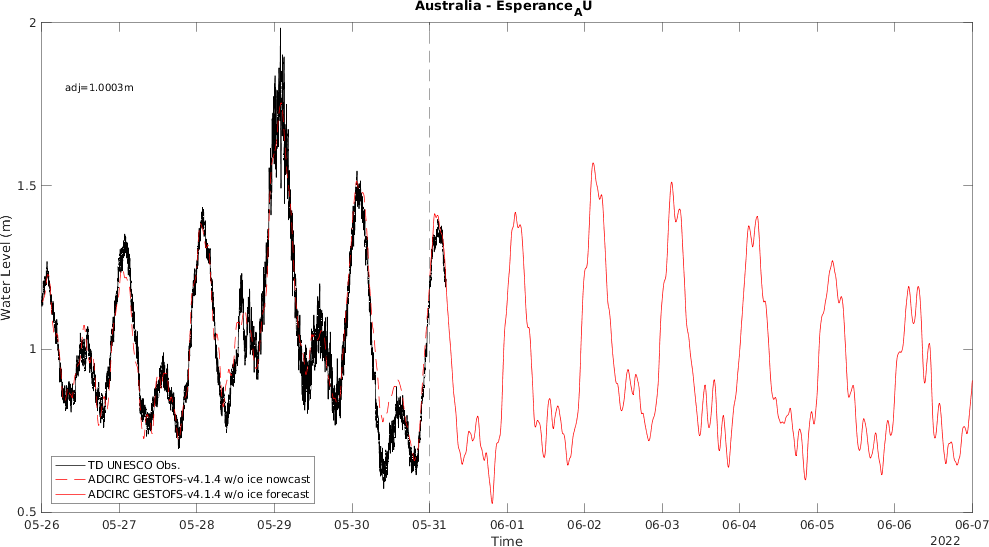 Australia - Esperance_AU
adj=1.0003m
Water Level (m)
2
1.5
1
0.5
TD UNESCO Obs.
ADCIRC GESTOFS-v4.1.4 w/o ice nowcast
ADCIRC GESTOFS-v4.1.4 w/o ice forecast
05-26 05-27 05-28 05-29 05-30 05-31 06-01 06-02 06-03 06-04 06-05 06-06 06-07
Time
2022